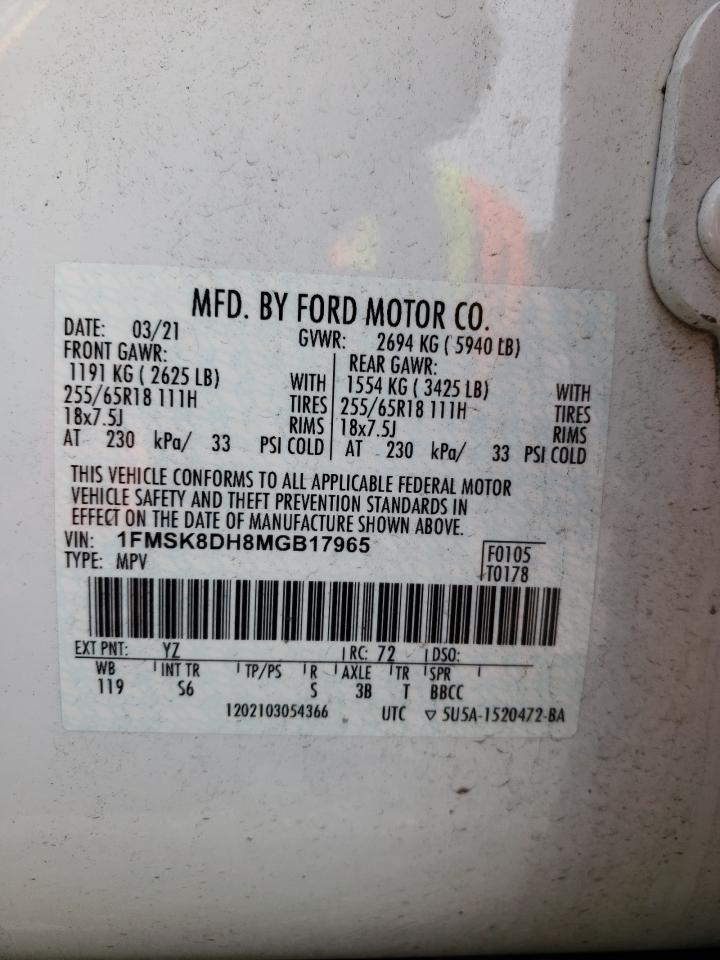 MFD. BY FORD MOTOR CO.
DATE: 03/21 GVWR: 2694 KG ( 5940 LB)
FRONT GAWR: REAR GAWR:
1191 KG ( 2625 LB) WITH 1554 KG ( 3425 LB) WITH
255/65R18 111H TIRES 255/65R18 111H TIRES
18x7.5J RIMS 18x7.5J RIMS
AT 230 kPa/ 33 PSI COLD AT 230 kPa/ 33 PSI COLD
THIS VEHICLE CONFORMS TO ALL APPLICABLE FEDERAL MOTOR
VEHICLE SAFETY AND THEFT PREVENTION STANDARDS IN
EFFECT ON THE DATE OF MANUFACTURE SHOWN ABOVE.
VIN: 1FMSK8DH8MGB17965 F0105
TYPE: MPV T0178
EXT PNT: YZ RC: 72 DSO:
WB INT TR TP/PS R AXLE TR SPR
119 S6 S 3B T BBCC
1202103054366 UTC ▽ 5U5A-1520472-BA